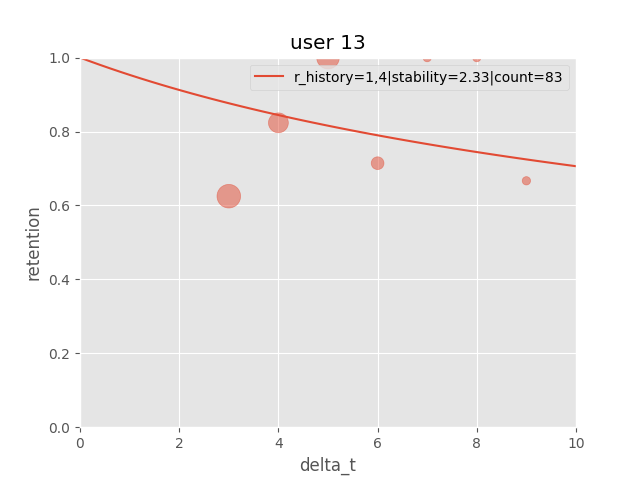 user 13
r_history=1,4|stability=2.33|count=83
retention
1.0
0.8
0.6
0.4
0.2
0.0
0 2 4 6 8 10
delta_t